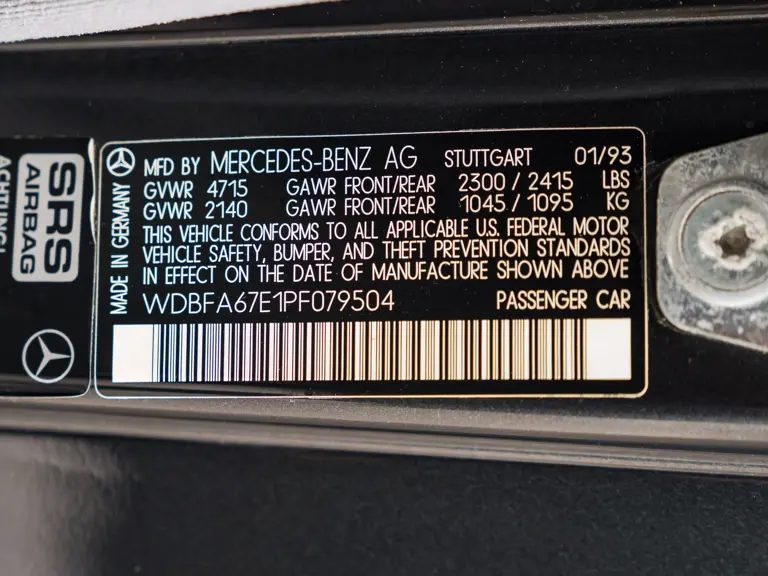 ACHTUNG!
SRS
AIRBAG
MADE IN GERMANY
MFD BY MERCEDES-BENZ AG STUTTGART 01/93
GVWR 4715 GAWR FRONT/REAR 2300 / 2415 LBS
GVWR 2140 GAWR FRONT/REAR 1045 / 1095 KG
THIS VEHICLE CONFORMS TO ALL APPLICABLE U.S. FEDERAL MOTOR
VEHICLE SAFETY, BUMPER, AND THEFT PREVENTION STANDARDS
IN EFFECT ON THE DATE OF MANUFACTURE SHOWN ABOVE
WDBFA67E1PF079504 PASSENGER CAR